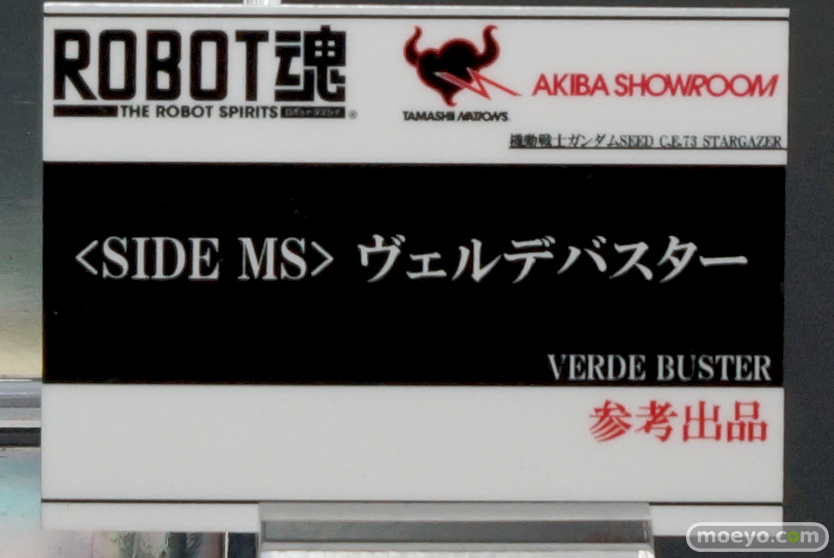 ROBOT魂
THE ROBOT SPIRITS
TAMASHII NATIONS
AKIBA SHOWROOM
機動戦士ガンダムSEED C.E.73 STARGAZER
<SIDE MS> ヴェルデバスター
VERDE BUSTER
参考出品
moeyo.com